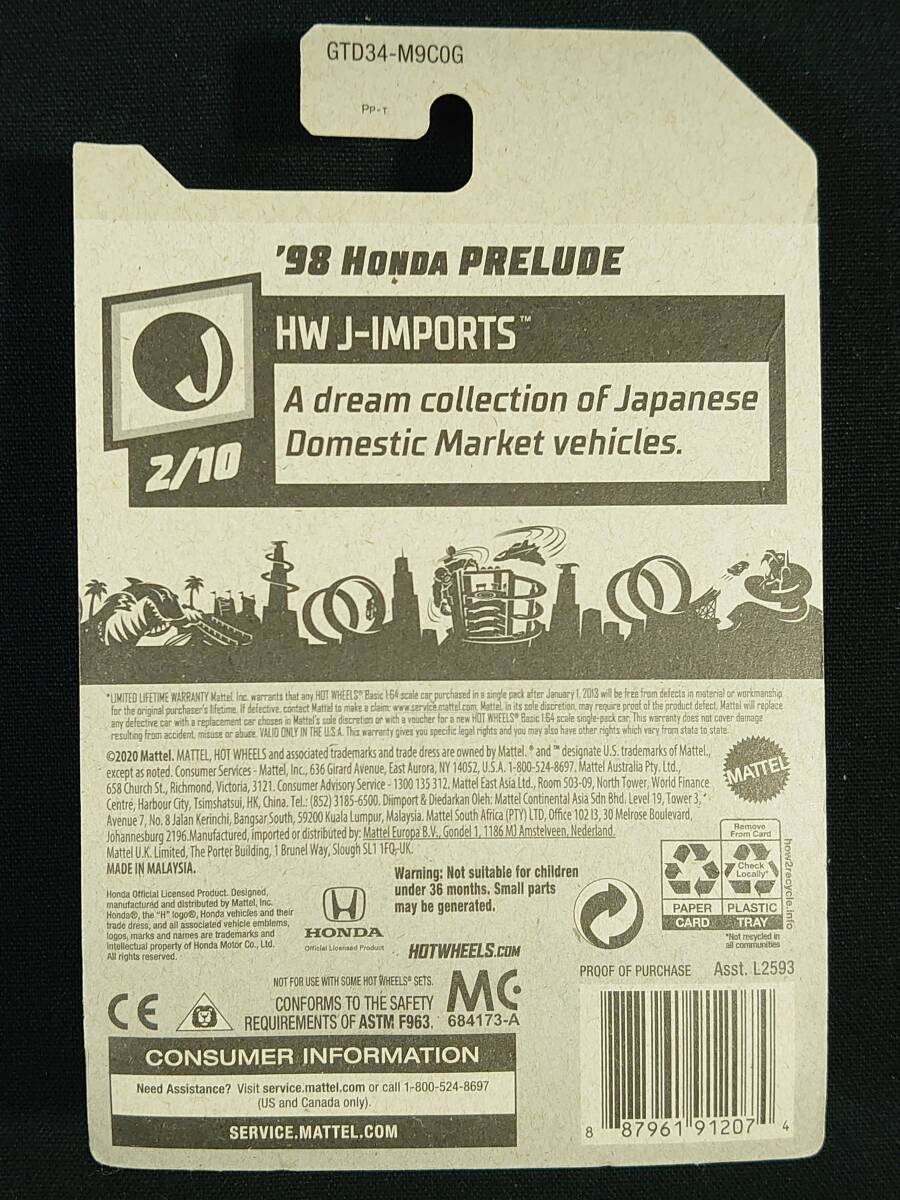 GTD34-M9C0G
PP-T
'98 HONDA PRELUDE
HW J-IMPORTS™
J
A dream collection of Japanese
Domestic Market vehicles.
2/10
*LIMITED LIFETIME WARRANTY Mattel, Inc. warrants that any HOT WHEELS® Basic 1:64 scale car purchased in a single pack after January 1, 2013 will be free from defects in material or workmanship
for the original purchaser's lifetime. If defective, contact Mattel to make a claim: www.service.mattel.com. Mattel, in its sole discretion, may require proof of the product defect. Mattel will replace
any defective car with a replacement car chosen in Mattel's sole discretion or with a voucher for a new HOT WHEELS® Basic 1:64 scale single-pack car. This warranty does not cover damage
resulting from accident, misuse or abuse. VALID ONLY IN THE U.S.A. This warranty gives you specific legal rights and you may also have other rights which vary from state to state.
©2020 Mattel. MATTEL, HOT WHEELS and associated trademarks and trade dress are owned by Mattel. ® and ™ designate U.S. trademarks of Mattel,
except as noted. Consumer Services - Mattel, Inc., 636 Girard Avenue, East Aurora, NY 14052, U.S.A. 1-800-524-8697. Mattel Australia Pty. Ltd.,
658 Church St., Richmond, Victoria, 3121. Consumer Advisory Service - 1300 135 312. Mattel East Asia Ltd., Room 503-09, North Tower, World Finance
Centre, Harbour City, Tsimshatsui, HK, China. Tel.: (852) 3185-6500. Diimport & Diedarkan Oleh: Mattel Continental Asia Sdn Bhd. Level 19, Tower 3,
Avenue 7, No. 8 Jalan Kerinchi, Bangsar South, 59200 Kuala Lumpur, Malaysia. Mattel South Africa (PTY) LTD, Office 102 I3, 30 Melrose Boulevard,
Johannesburg 2196. Manufactured, imported or distributed by: Mattel Europa B.V., Gondel 1, 1186 MJ Amstelveen, Nederland.
Mattel U.K. Limited, The Porter Building, 1 Brunel Way, Slough SL1 1FQ, UK.
MADE IN MALAYSIA.
MATTEL
Honda Official Licensed Product. Designed,
manufactured and distributed by Mattel, Inc.
Honda®, the "H" logo®, Honda vehicles and their
trade dress, and all associated vehicle emblems,
logos, marks and names are trademarks and
intellectual property of Honda Motor Co., Ltd.
All rights reserved.
HONDA
Official Licensed Product
Warning: Not suitable for children
under 36 months. Small parts
may be generated.
HOTWHEELS.COM
Remove
From Card
Check
Locally*
PAPER
CARD
PLASTIC
TRAY
*Not recycled in
all communities
how2recycle.info
NOT FOR USE WITH SOME HOT WHEELS® SETS.
CE
CONFORMS TO THE SAFETY
REQUIREMENTS OF ASTM F963.
MC
684173-A
PROOF OF PURCHASE Asst. L2593
CONSUMER INFORMATION
Need Assistance? Visit service.mattel.com or call 1-800-524-8697
(US and Canada only).
SERVICE.MATTEL.COM
8 87961 91207 4